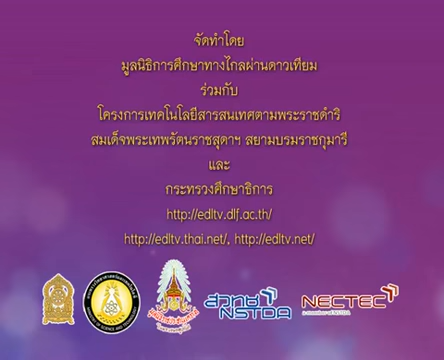 จัดทำโดย
มูลนิธิการศึกษาทางไกลผ่านดาวเทียม
ร่วมกับ
โครงการเทคโนโลยีสารสนเทศตามพระราชดำริ
สมเด็จพระเทพรัตนราชสุดาฯ สยามบรมราชกุมารี
และ
กระทรวงศึกษาธิการ
http://edltv.dlf.ac.th/
http://edltv.thai.net/, http://edltv.net/
สวทช
NSTDA
NECTEC
a member of NSTDA